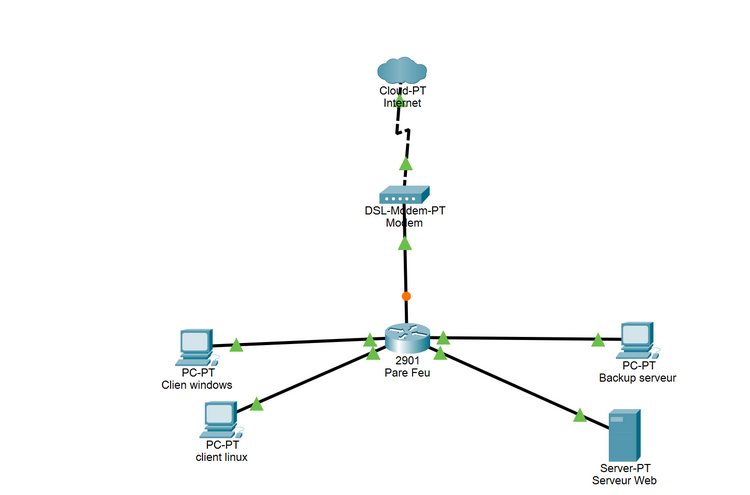 Cloud-PT
Internet
DSL-Modem-PT
Modem
2901
Pare Feu
PC-PT
Clien windows
PC-PT
client linux
PC-PT
Backup serveur
Server-PT
Serveur Web